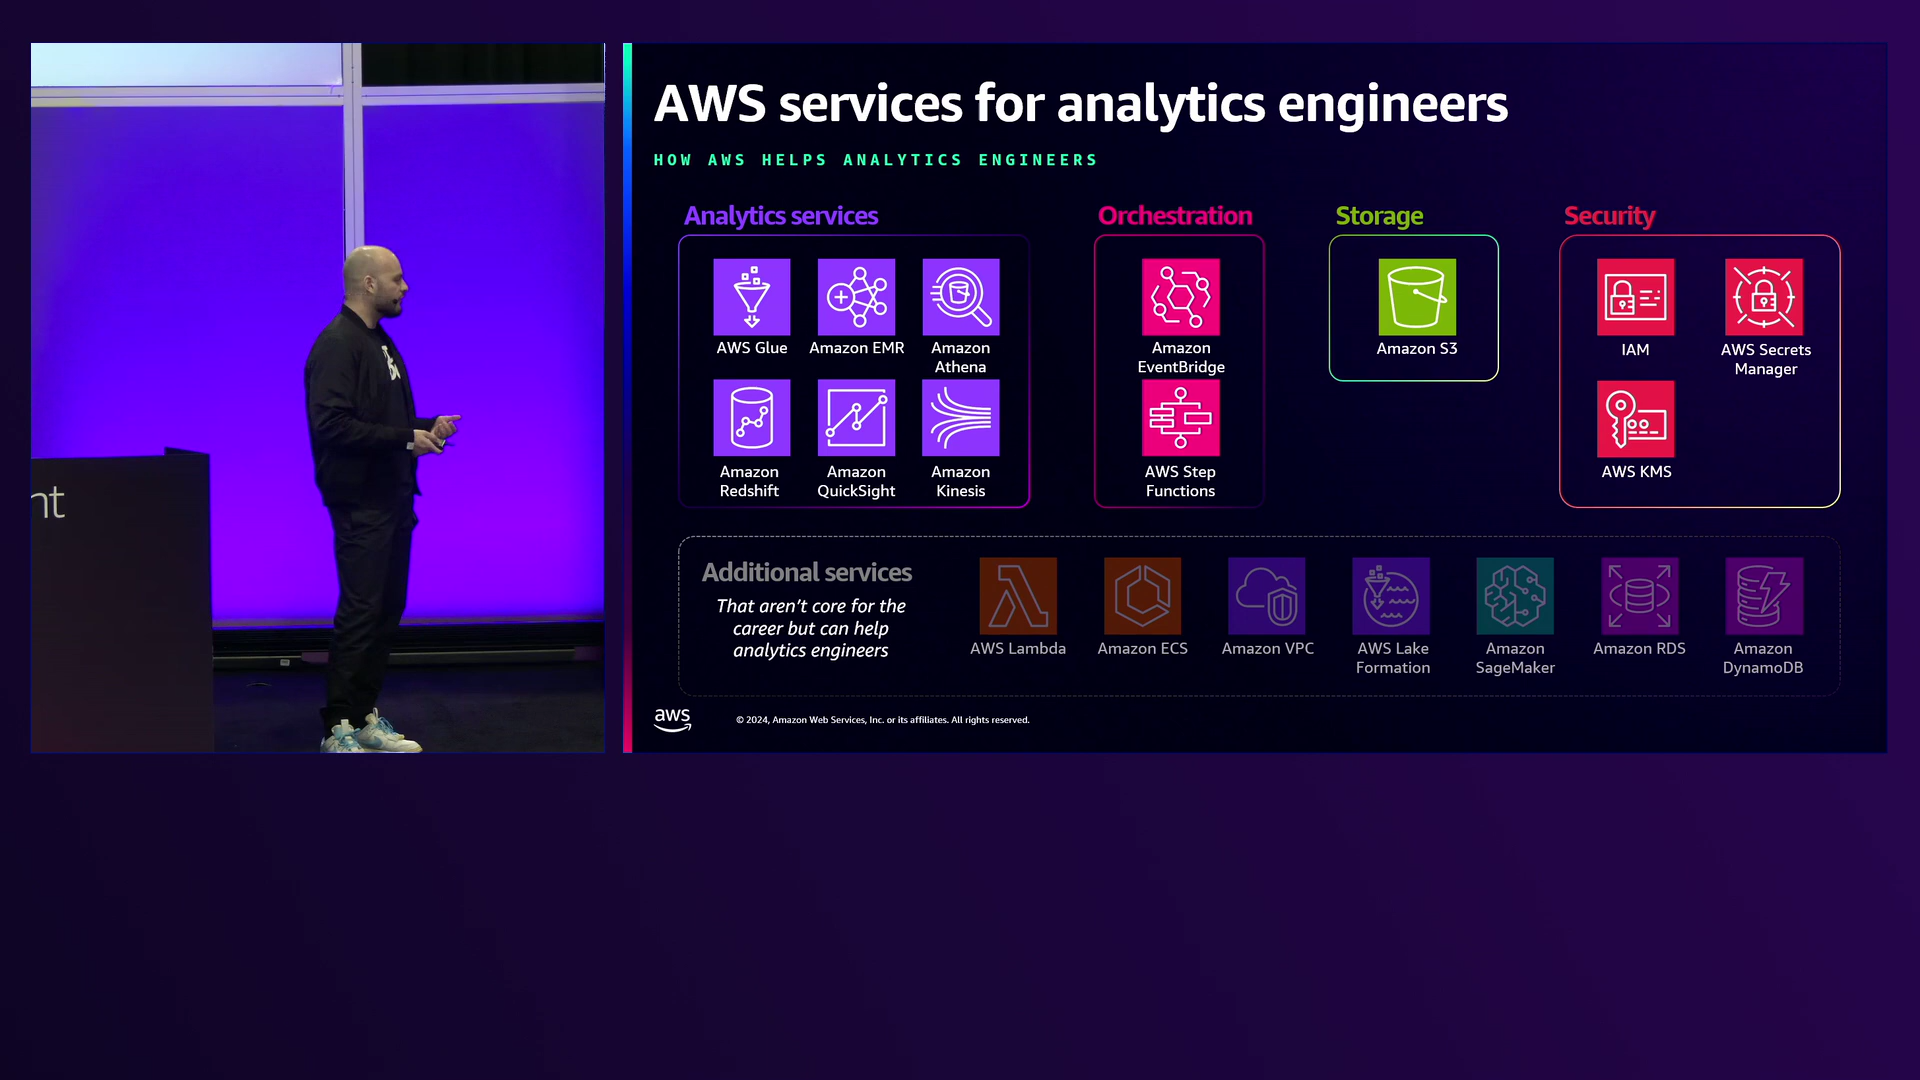 nt
AWS services for analytics engineers
HOW AWS HELPS ANALYTICS ENGINEERS
Analytics services
AWS Glue
Amazon EMR
Amazon
Athena
Amazon
Redshift
Amazon
QuickSight
Amazon
Kinesis
Orchestration
Amazon
EventBridge
AWS Step
Functions
Storage
Amazon S3
Security
IAM
AWS Secrets
Manager
AWS KMS
Additional services
That aren't core for the
career but can help
analytics engineers
AWS Lambda
Amazon ECS
Amazon VPC
AWS Lake
Formation
Amazon
SageMaker
Amazon RDS
Amazon
DynamoDB
aws
© 2024, Amazon Web Services, Inc. or its affiliates. All rights reserved.